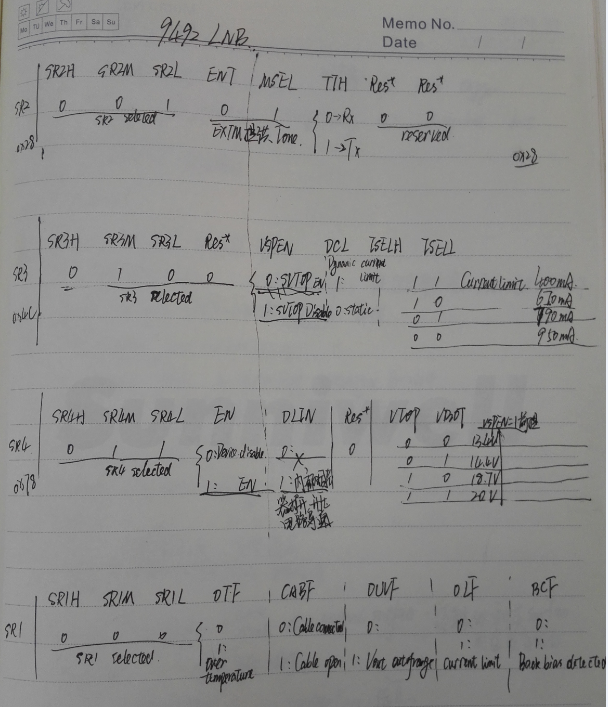 Mo Tu We Th Fr Sa Su
Memo No.
Date / /
9492 LNB
SR2H SR2M SR2L ENT MSEL TTH Res* Res*
SR2 0 0 1 0 1 0→Rx 0 0
SR2 selected EXTM Tone. 1→Tx reserved
0x28 0x28
SR3H SR3M SR3L Res* VSPEN DCL ISELH ISELL
Dynamic current limit
SR3 0 1 0 0 0: SVTOP EN 1: 1 1 Current limit. 400mA.
SR3 selected 1: SVTOP Disable 0: static. 1 0
0 1
0 0 950mA.
SR4H SR4M SR4L EN DLIN Res* VTOP VBOT VSPEN=1
SR4 0 1 1 0: Device disable. 0: X 0 0 0
SR4 selected 0 1 14.4V
0x78 1: EN 1: 1 0 18.7V
1 1 20V
SR1H SR1M SR1L OTF CABF OUVF OLF BCF
SR1 0 0 0 0 0: Cable connected 0: 0: 0:
SR1 selected. 1: over temperature 1: Cable open 1: Vout out of range 1: current limit 1: Back bias detected